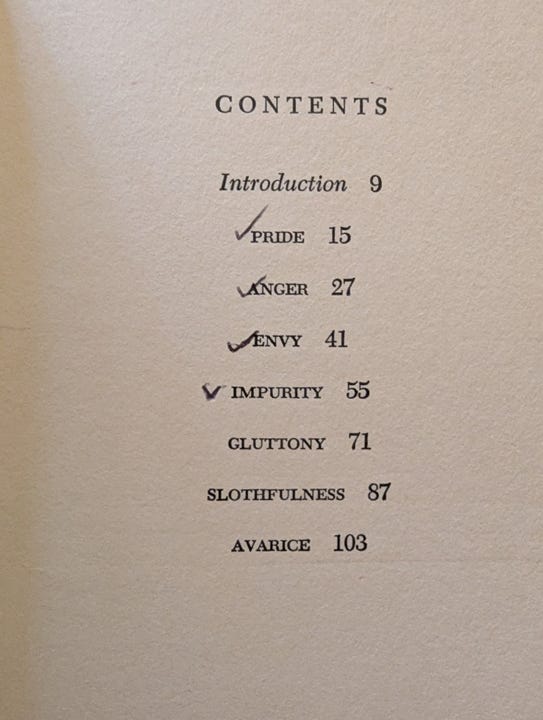 CONTENTS
Introduction 9
PRIDE 15
ANGER 27
ENVY 41
IMPURITY 55
GLUTTONY 71
SLOTHFULNESS 87
AVARICE 103